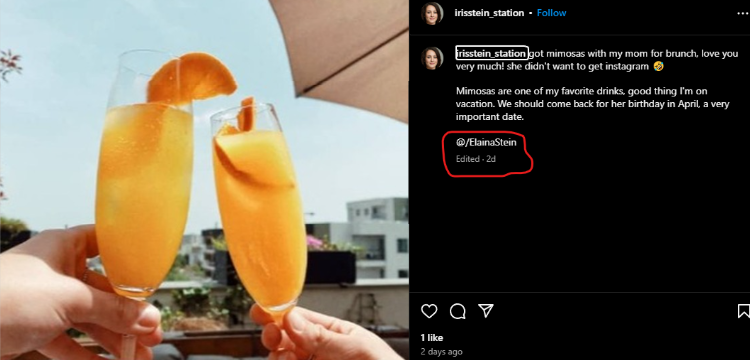 irisstein_station • Follow
irisstein_station got mimosas with my mom for brunch, love you
very much! she didn't want to get instagram 🤣
Mimosas are one of my favorite drinks, good thing I'm on
vacation. We should come back for her birthday in April, a very
important date.
@/ElainaStein
Edited · 2d
1 like
2 days ago